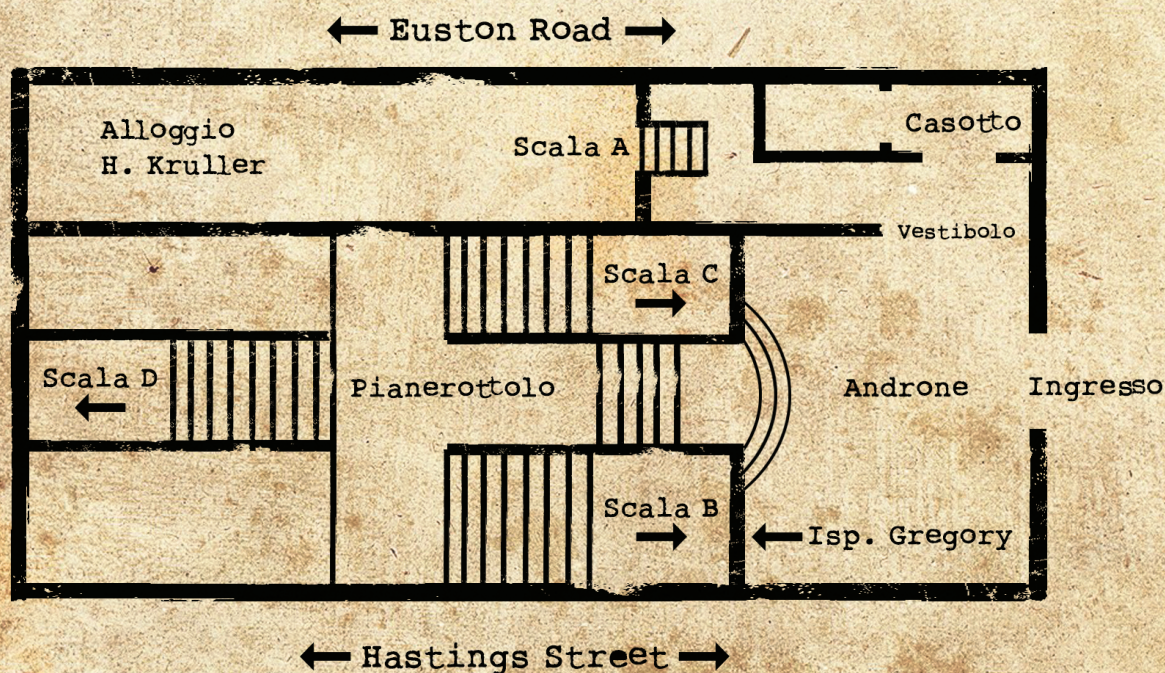 Euston Road
Alloggio
H. Kruller
Scala A
Casotto
Vestibolo
Scala C
Scala D
Pianerottolo
Androne
Ingresso
Scala B
Isp. Gregory
Hastings Street